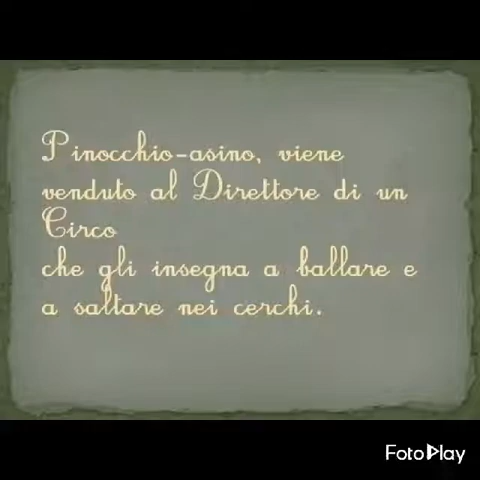 Pinocchio-asino, viene
venduto al Direttore di un
Circo
che gli insegna a ballare e
a saltare nei cerchi.
FotoPlay